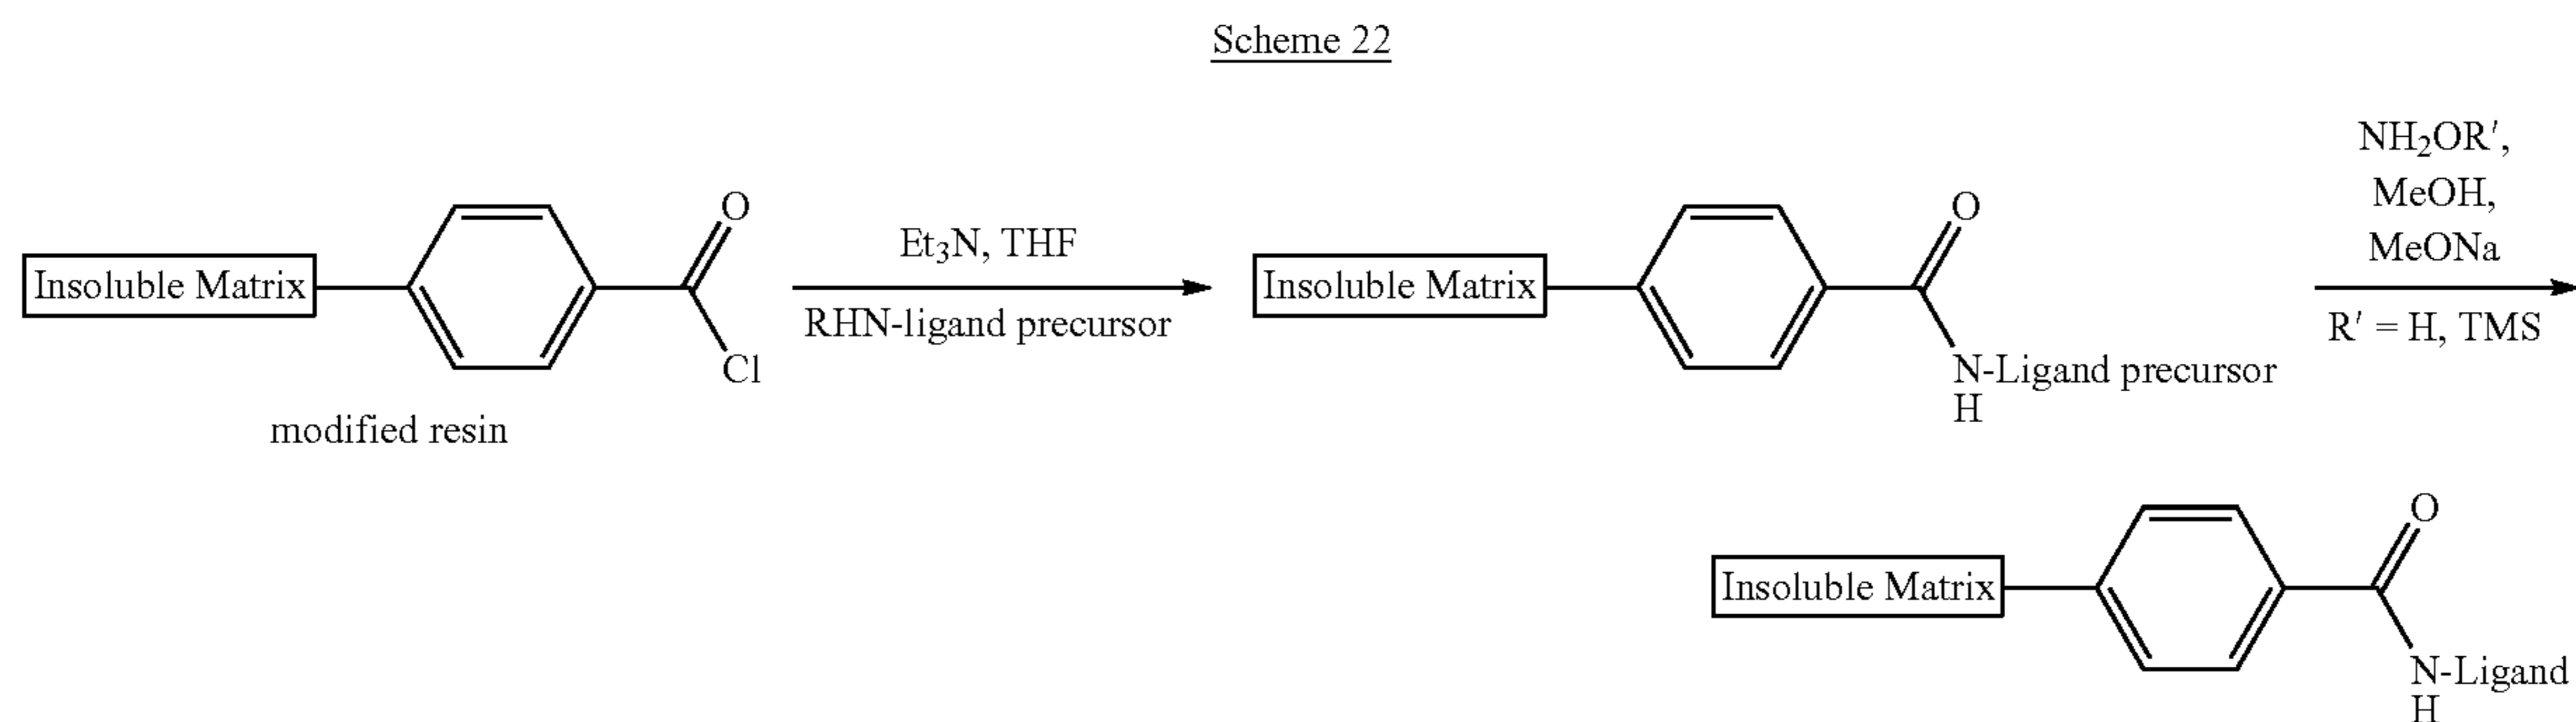 Scheme 22
Insoluble Matrix
O
Cl
modified resin
Et₃N, THF
RHN-ligand precursor
Insoluble Matrix
O
N-Ligand precursor
H
NH₂OR′,
MeOH,
MeONa
R′ = H, TMS
Insoluble Matrix
O
N-Ligand
H